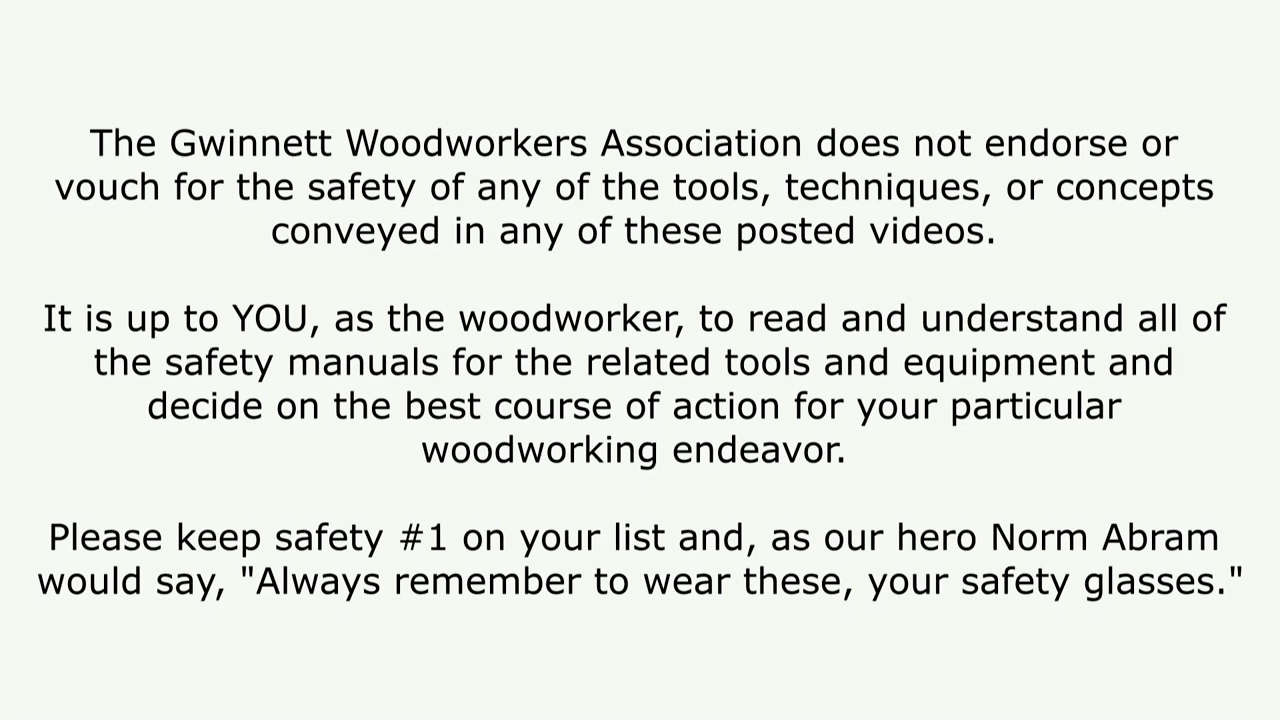 The Gwinnett Woodworkers Association does not endorse or
vouch for the safety of any of the tools, techniques, or concepts
conveyed in any of these posted videos.
It is up to YOU, as the woodworker, to read and understand all of
the safety manuals for the related tools and equipment and
decide on the best course of action for your particular
woodworking endeavor.
Please keep safety #1 on your list and, as our hero Norm Abram
would say, "Always remember to wear these, your safety glasses."